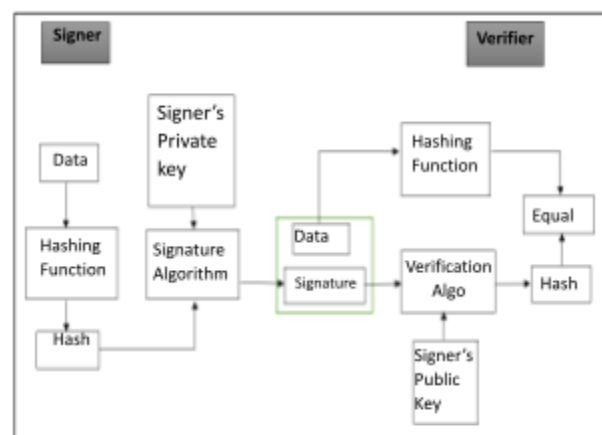 Signer
Verifier
Signer's
Private
key
Data
Hashing
Function
Hash
Signature
Algorithm
Data
Signature
Hashing
Function
Equal
Verification
Algo
Hash
Signer's
Public
Key